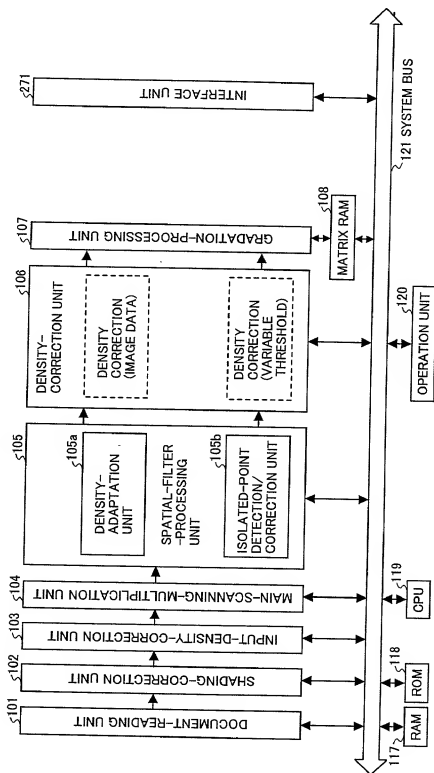 101
DOCUMENT-READING UNIT
102
SHADING-CORRECTION UNIT
103
INPUT-DENSITY-CORRECTION UNIT
104
MAIN-SCANNING-MULTIPLICATION UNIT
105
105a
DENSITY-
ADAPTATION
UNIT
SPATIAL-FILTER
-PROCESSING
UNIT
105b
ISOLATED-POINT
DETECTION/
CORRECTION UNIT
106
DENSITY-
CORRECTION UNIT
DENSITY
CORRECTION
(IMAGE DATA)
DENSITY
CORRECTION
(VARIABLE
THRESHOLD)
107
GRADATION-PROCESSING UNIT
108
MATRIX RAM
271
INTERFACE UNIT
121 SYSTEM BUS
117
RAM
118
ROM
119
CPU
120
OPERATION UNIT